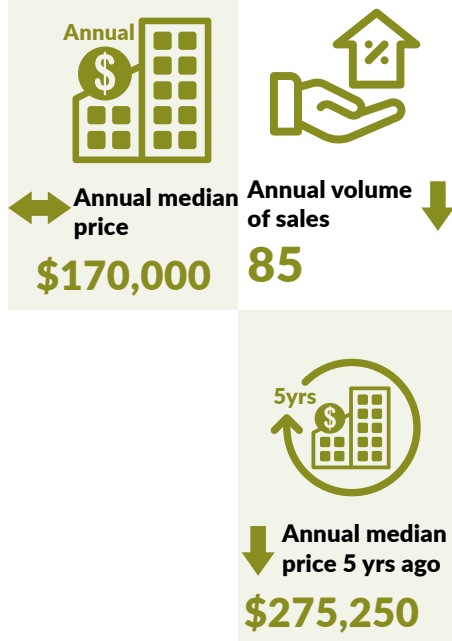 Annual
$
Annual median
price
$170,000
%
Annual volume
of sales
85
5yrs
$
Annual median
price 5 yrs ago
$275,250